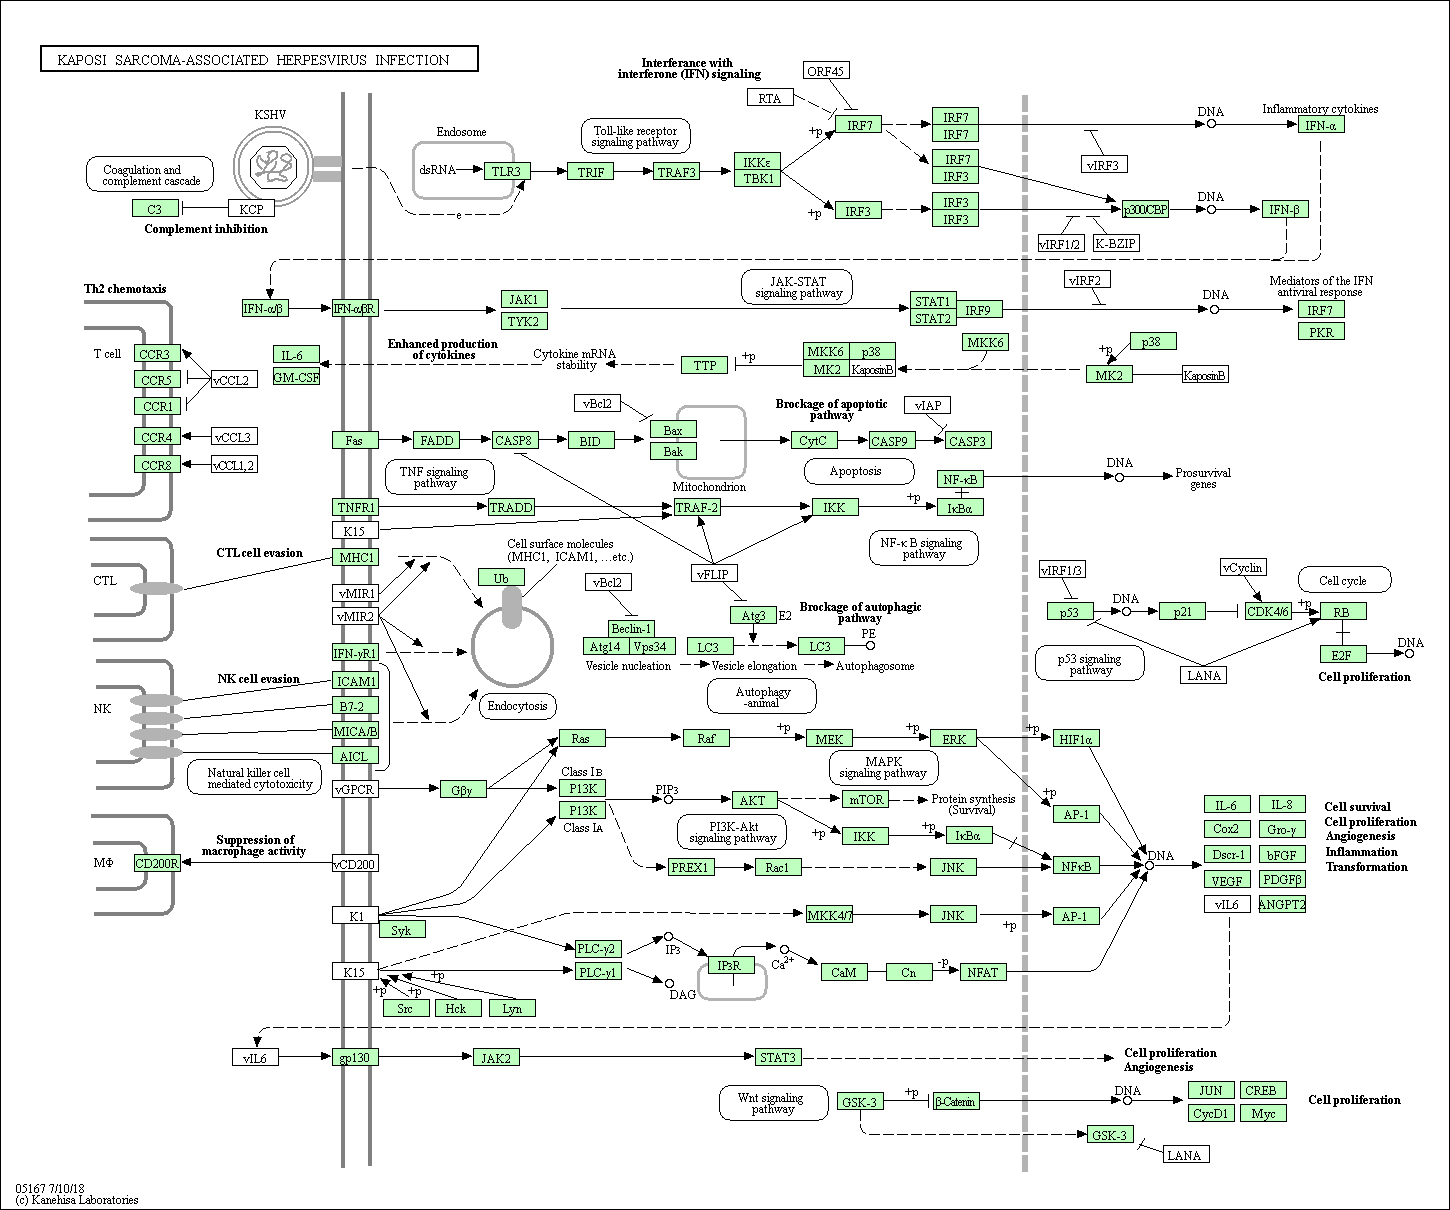 KAPOSI SARCOMA-ASSOCIATED HERPESVIRUS INFECTION
Interferance with
interferone (IFN) signaling
ORF45
RTA
KSHV
Endosome
Toll-like receptor
signaling pathway
+p
IRF7
IRF7
IRF7
DNA
Inflammatory cytokines
IFN-α
vIRF3
Coagulation and
complement cascade
dsRNA
TLR3
TRIF
TRAF3
IKKε
TBK1
IRF7
IRF3
C3
KCP
e
+p
IRF3
IRF3
IRF3
p300/CBP
DNA
IFN-β
Complement inhibition
vIRF1/2
K-BZIP
Th2 chemotaxis
JAK-STAT
signaling pathway
vIRF2
Mediators of the IFN
antiviral response
IFN-α/β
IFN-α/βR
JAK1
TYK2
STAT1
STAT2
IRF9
DNA
IRF7
PKR
T cell
CCR3
IL-6
GM-CSF
Enhanced production
of cytokines
Cytokine mRNA
stability
TTP
+p
MKK6
p38
MK2
KaposinB
MKK6
+p
p38
MK2
KaposinB
CCR5
vCCL2
CCR1
vBcl2
Brockage of apoptotic
pathway
vIAP
CCR4
vCCL3
Fas
FADD
CASP8
BID
Bax
Bak
CytC
CASP9
CASP3
CCR8
vCCL1,2
TNF signaling
pathway
Mitochondrion
Apoptosis
NF-κB
DNA
Prosurvival
genes
TNFR1
TRADD
TRAF-2
IKK
+p
IκBα
K15
CTL cell evasion
MHC1
Cell surface molecules
(MHC1, ICAM1, ...etc.)
NF-κ B signaling
pathway
CTL
vMIR1
Ub
vBcl2
vFLIP
vIRF1/3
vCyclin
Cell cycle
vMIR2
Atg3
E2
Brockage of autophagic
pathway
p53
DNA
p21
CDK4/6
+p
RB
Beclin-1
Atg14
Vps34
LC3
LC3
PE
IFN-γR1
Vesicle nucleation
Vesicle elongation
Autophagosome
p53 signaling
pathway
LANA
E2F
DNA
Cell proliferation
NK cell evasion
ICAM1
Endocytosis
Autophagy
-animal
NK
B7-2
MICA/B
AICL
Ras
Raf
+p
MEK
+p
ERK
+p
HIF1α
Natural killer cell
mediated cytotoxicity
MAPK
signaling pathway
vGPCR
Gβγ
Class IB
P13K
P13K
Class IA
PIP3
AKT
mTOR
Protein synthesis
(Survival)
+p
AP-1
PI3K-Akt
signaling pathway
+p
IKK
+p
IκBα
IL-6
IL-8
Cox2
Gro-γ
Dscr-1
bFGF
VEGF
PDGFβ
vIL6
ANGPT2
Cell survival
Cell proliferation
Angiogenesis
Inflammation
Transformation
MΦ
CD200R
Suppression of
macrophage activity
vCD200
PREX1
Rac1
JNK
NFκB
DNA
K1
Syk
MKK4/7
JNK
+p
AP-1
PLC-γ2
IP3
IP3R
Ca2+
CaM
Cn
-p
NFAT
K15
PLC-γ1
DAG
+p
+p
+p
Src
Hck
Lyn
vIL6
gp130
JAK2
STAT3
Cell proliferation
Angiogenesis
Wnt signaling
pathway
GSK-3
+p
β-Catenin
DNA
JUN
CREB
CycD1
Myc
Cell proliferation
GSK-3
LANA
05167 7/10/18
(c) Kanehisa Laboratories